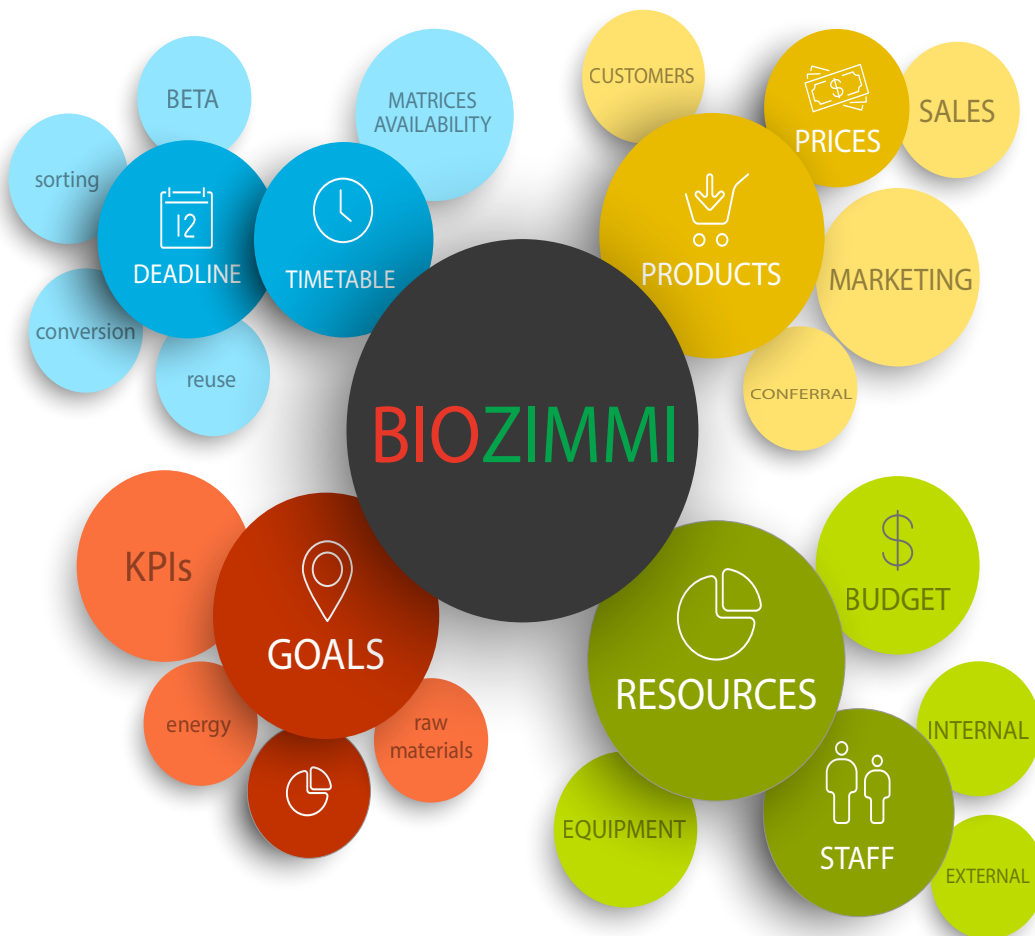 BETA
MATRICES
AVAILABILITY
sorting
12
DEADLINE
TIMETABLE
conversion
reuse
CUSTOMERS
$
PRICES
SALES
PRODUCTS
MARKETING
CONFERRAL
BIOZIMMI
KPIs
GOALS
energy
raw
materials
$
BUDGET
RESOURCES
INTERNAL
EQUIPMENT
STAFF
EXTERNAL